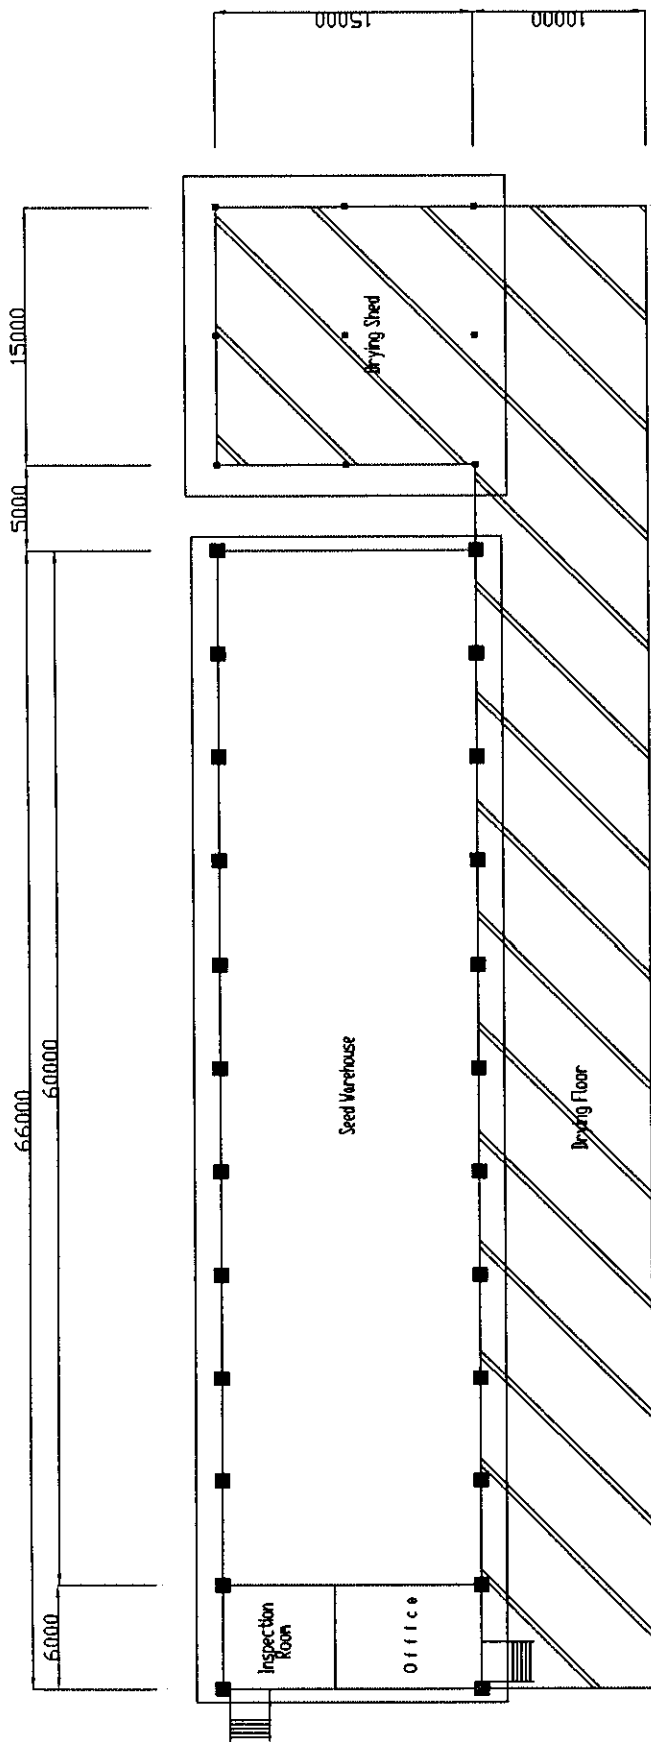 15000
10000
15000
5000
66000
60000
6000
Drying Shed
Seed Warehouse
Drying Floor
Inspection
Room
Office